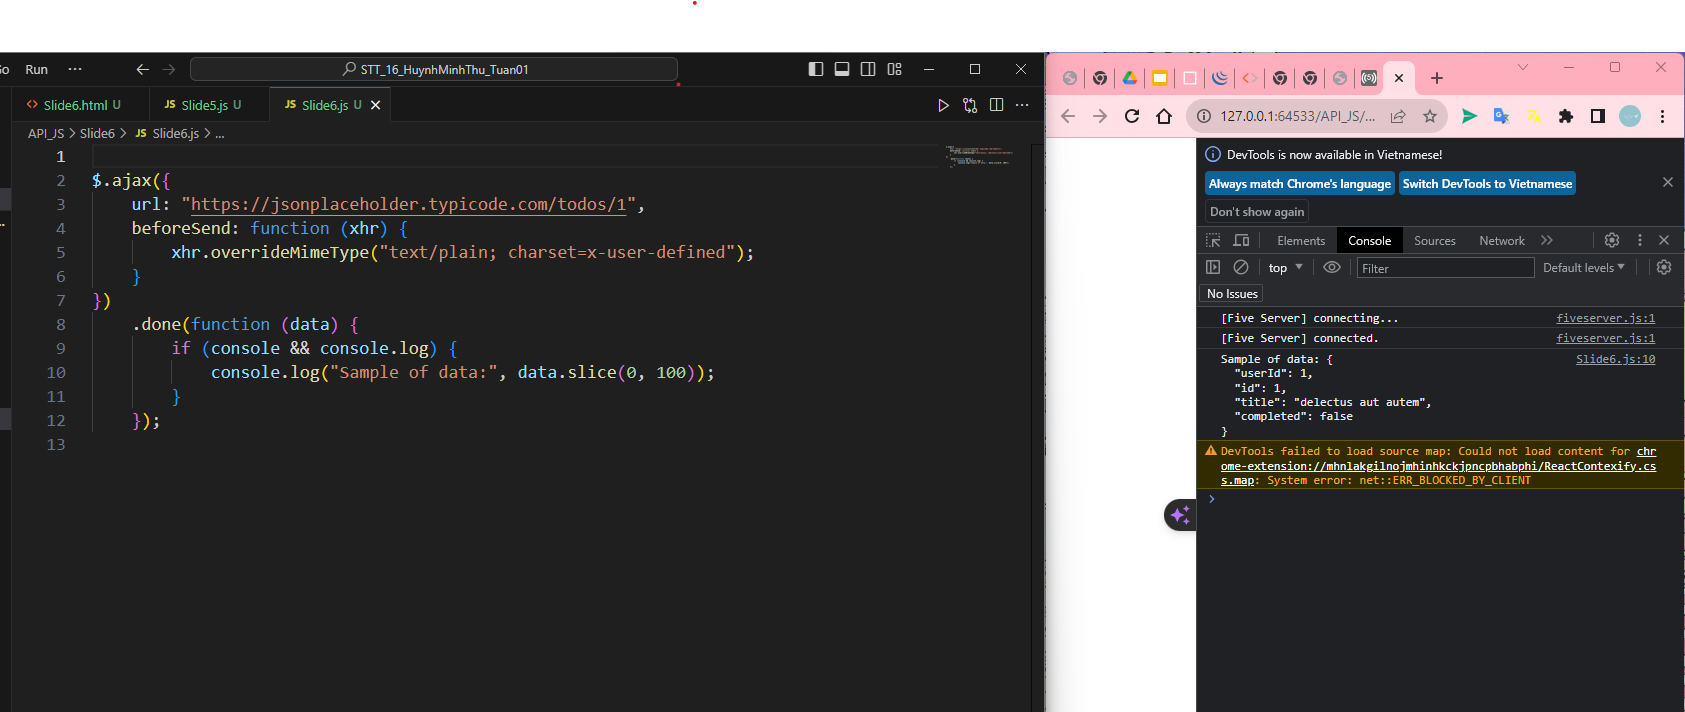 Go Run ···
STT_16_HuynhMinhThu_Tuan01
Slide6.html U
JS Slide5.js U
JS Slide6.js U
API_JS > Slide6 > JS Slide6.js > ...
1
2 $.ajax({
3 url: "https://jsonplaceholder.typicode.com/todos/1",
4 beforeSend: function (xhr) {
5 xhr.overrideMimeType("text/plain; charset=x-user-defined");
6 }
7 })
8 .done(function (data) {
9 if (console && console.log) {
10 console.log("Sample of data:", data.slice(0, 100));
11 }
12 });
13
127.0.0.1:64533/API_JS/...
DevTools is now available in Vietnamese!
Always match Chrome's language Switch DevTools to Vietnamese
Don't show again
Elements Console Sources Network
top Filter Default levels
No Issues
[Five Server] connecting... fiveserver.js:1
[Five Server] connected. fiveserver.js:1
Sample of data: { Slide6.js:10
"userId": 1,
"id": 1,
"title": "delectus aut autem",
"completed": false
}
DevTools failed to load source map: Could not load content for chr
ome-extension://mhnlakgilnojmhinhkckjpncpbhabphi/ReactContexify.cs
s.map: System error: net::ERR_BLOCKED_BY_CLIENT